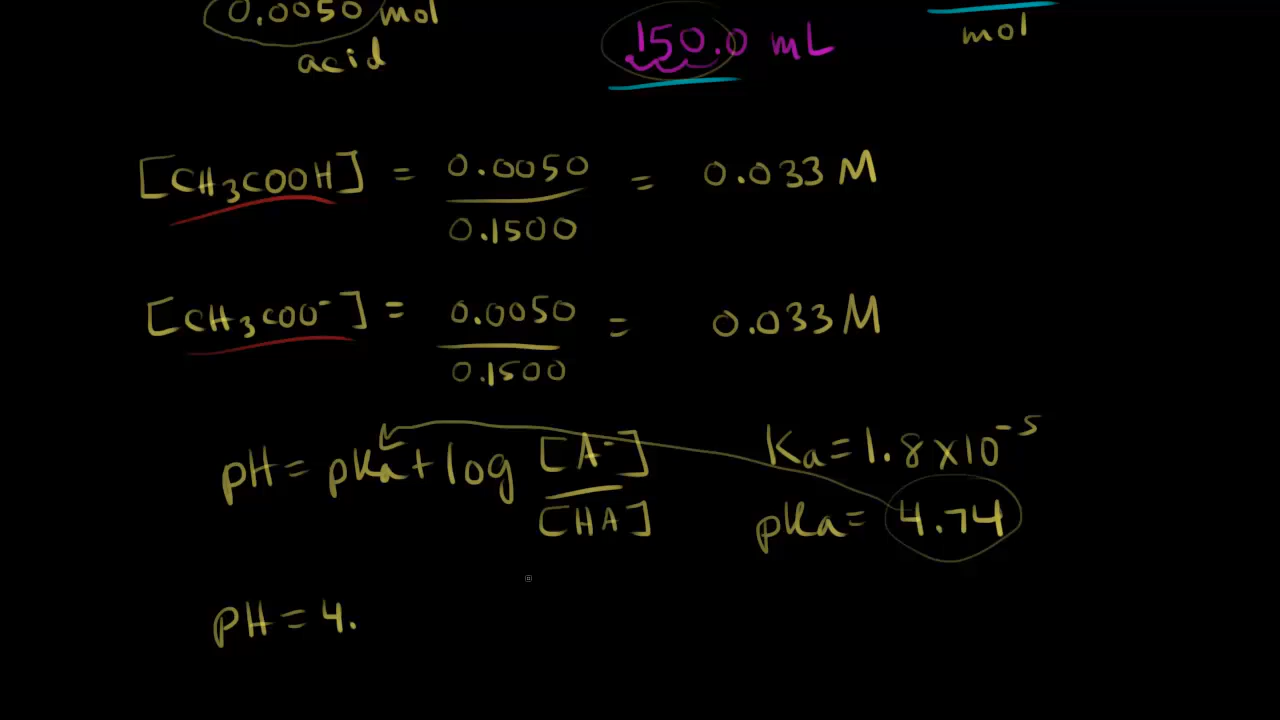 0.0050 mol
acid
150.0 mL
mol
[CH₃COOH] = 0.0050 / 0.1500 = 0.033 M
[CH₃COO⁻] = 0.0050 / 0.1500 = 0.033 M
pH = pKa + log [A⁻] / [HA]
Ka = 1.8 x 10⁻⁵
pKa = 4.74
pH = 4.